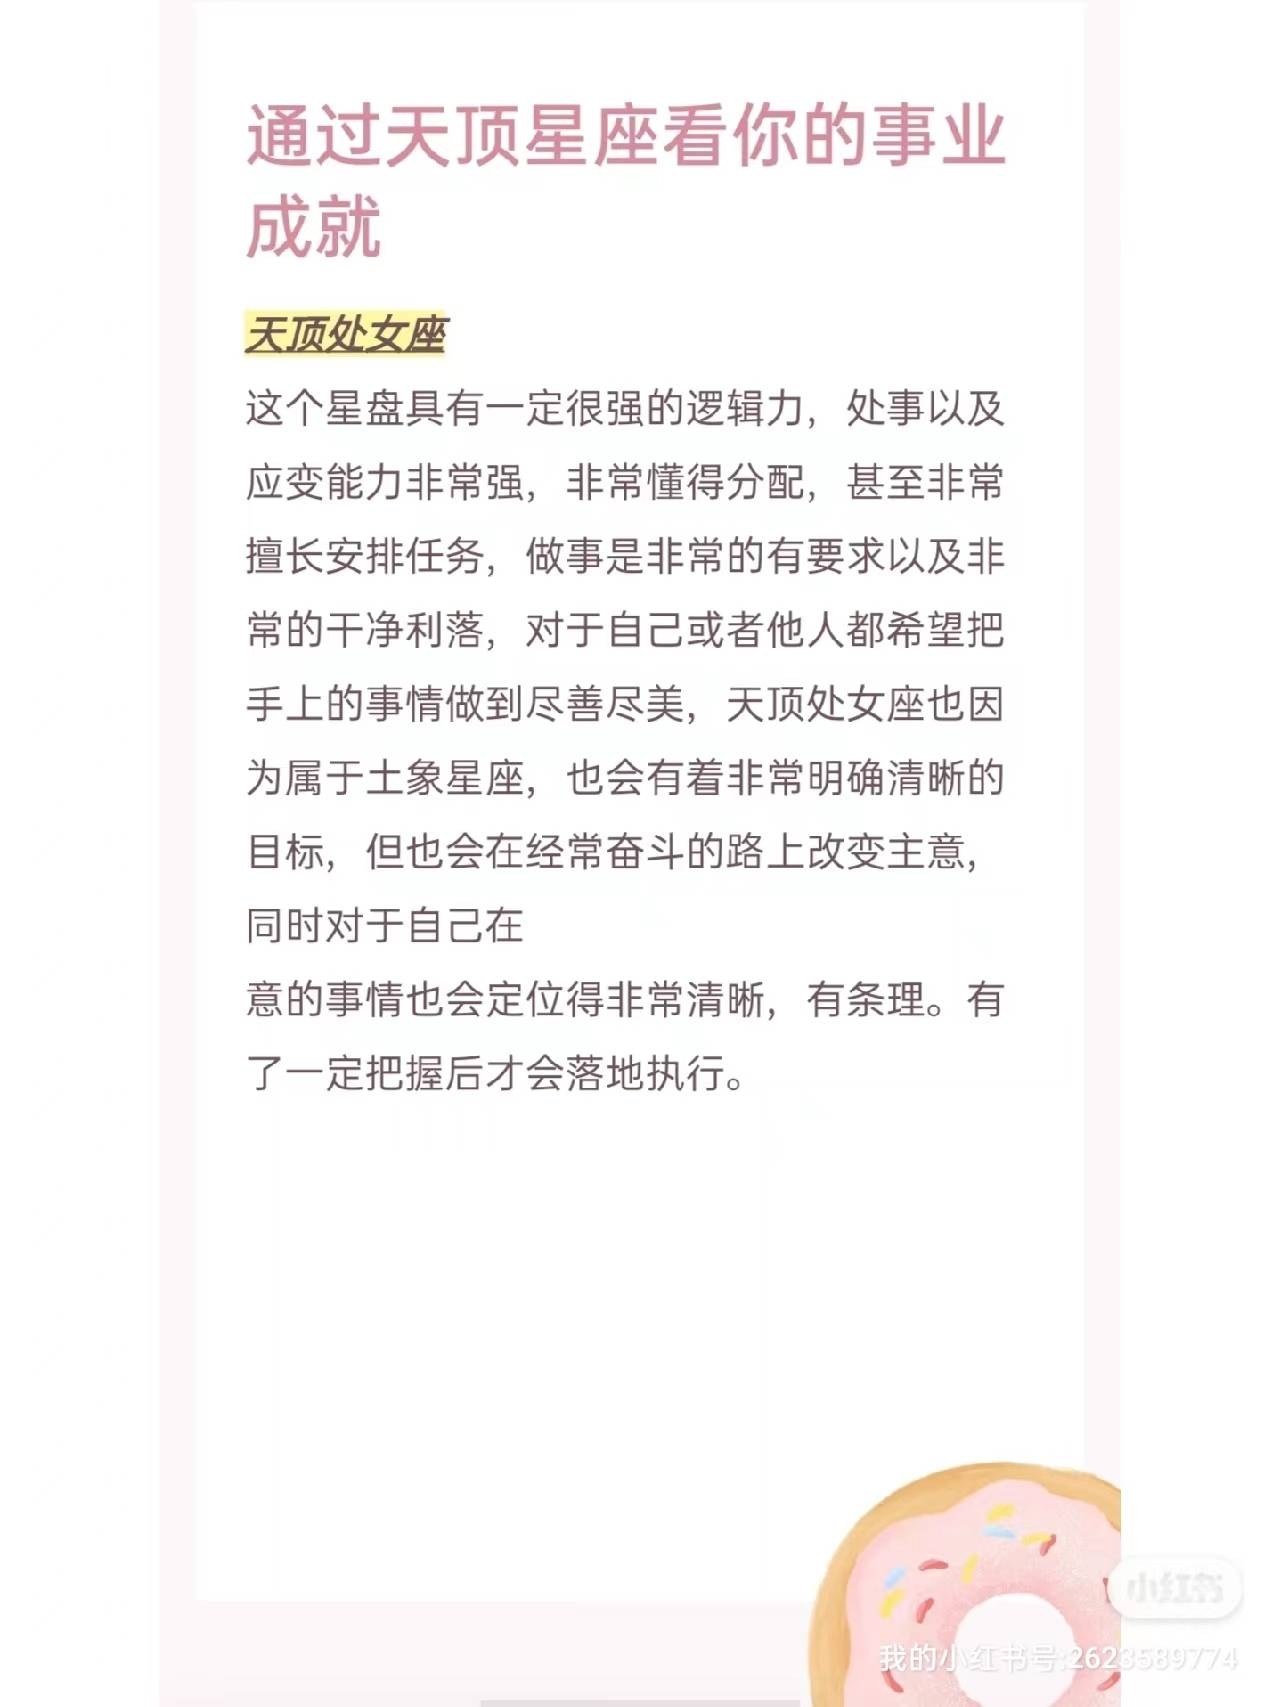 通过天顶星座看你的事业
成就
天顶处女座
这个星盘具有一定很强的逻辑力，处事以及
应变能力非常强，非常懂得分配，甚至非常
擅长安排任务，做事是非常的有要求以及非
常的干净利落，对于自己或者他人都希望把
手上的事情做到尽善尽美，天顶处女座也因
为属于土象星座，也会有着非常明确清晰的
目标，但也会在经常奋斗的路上改变主意，
同时对于自己在
意的事情也会定位得非常清晰，有条理。有
了一定把握后才会落地执行。
小红书
我的小红书号:2623589774